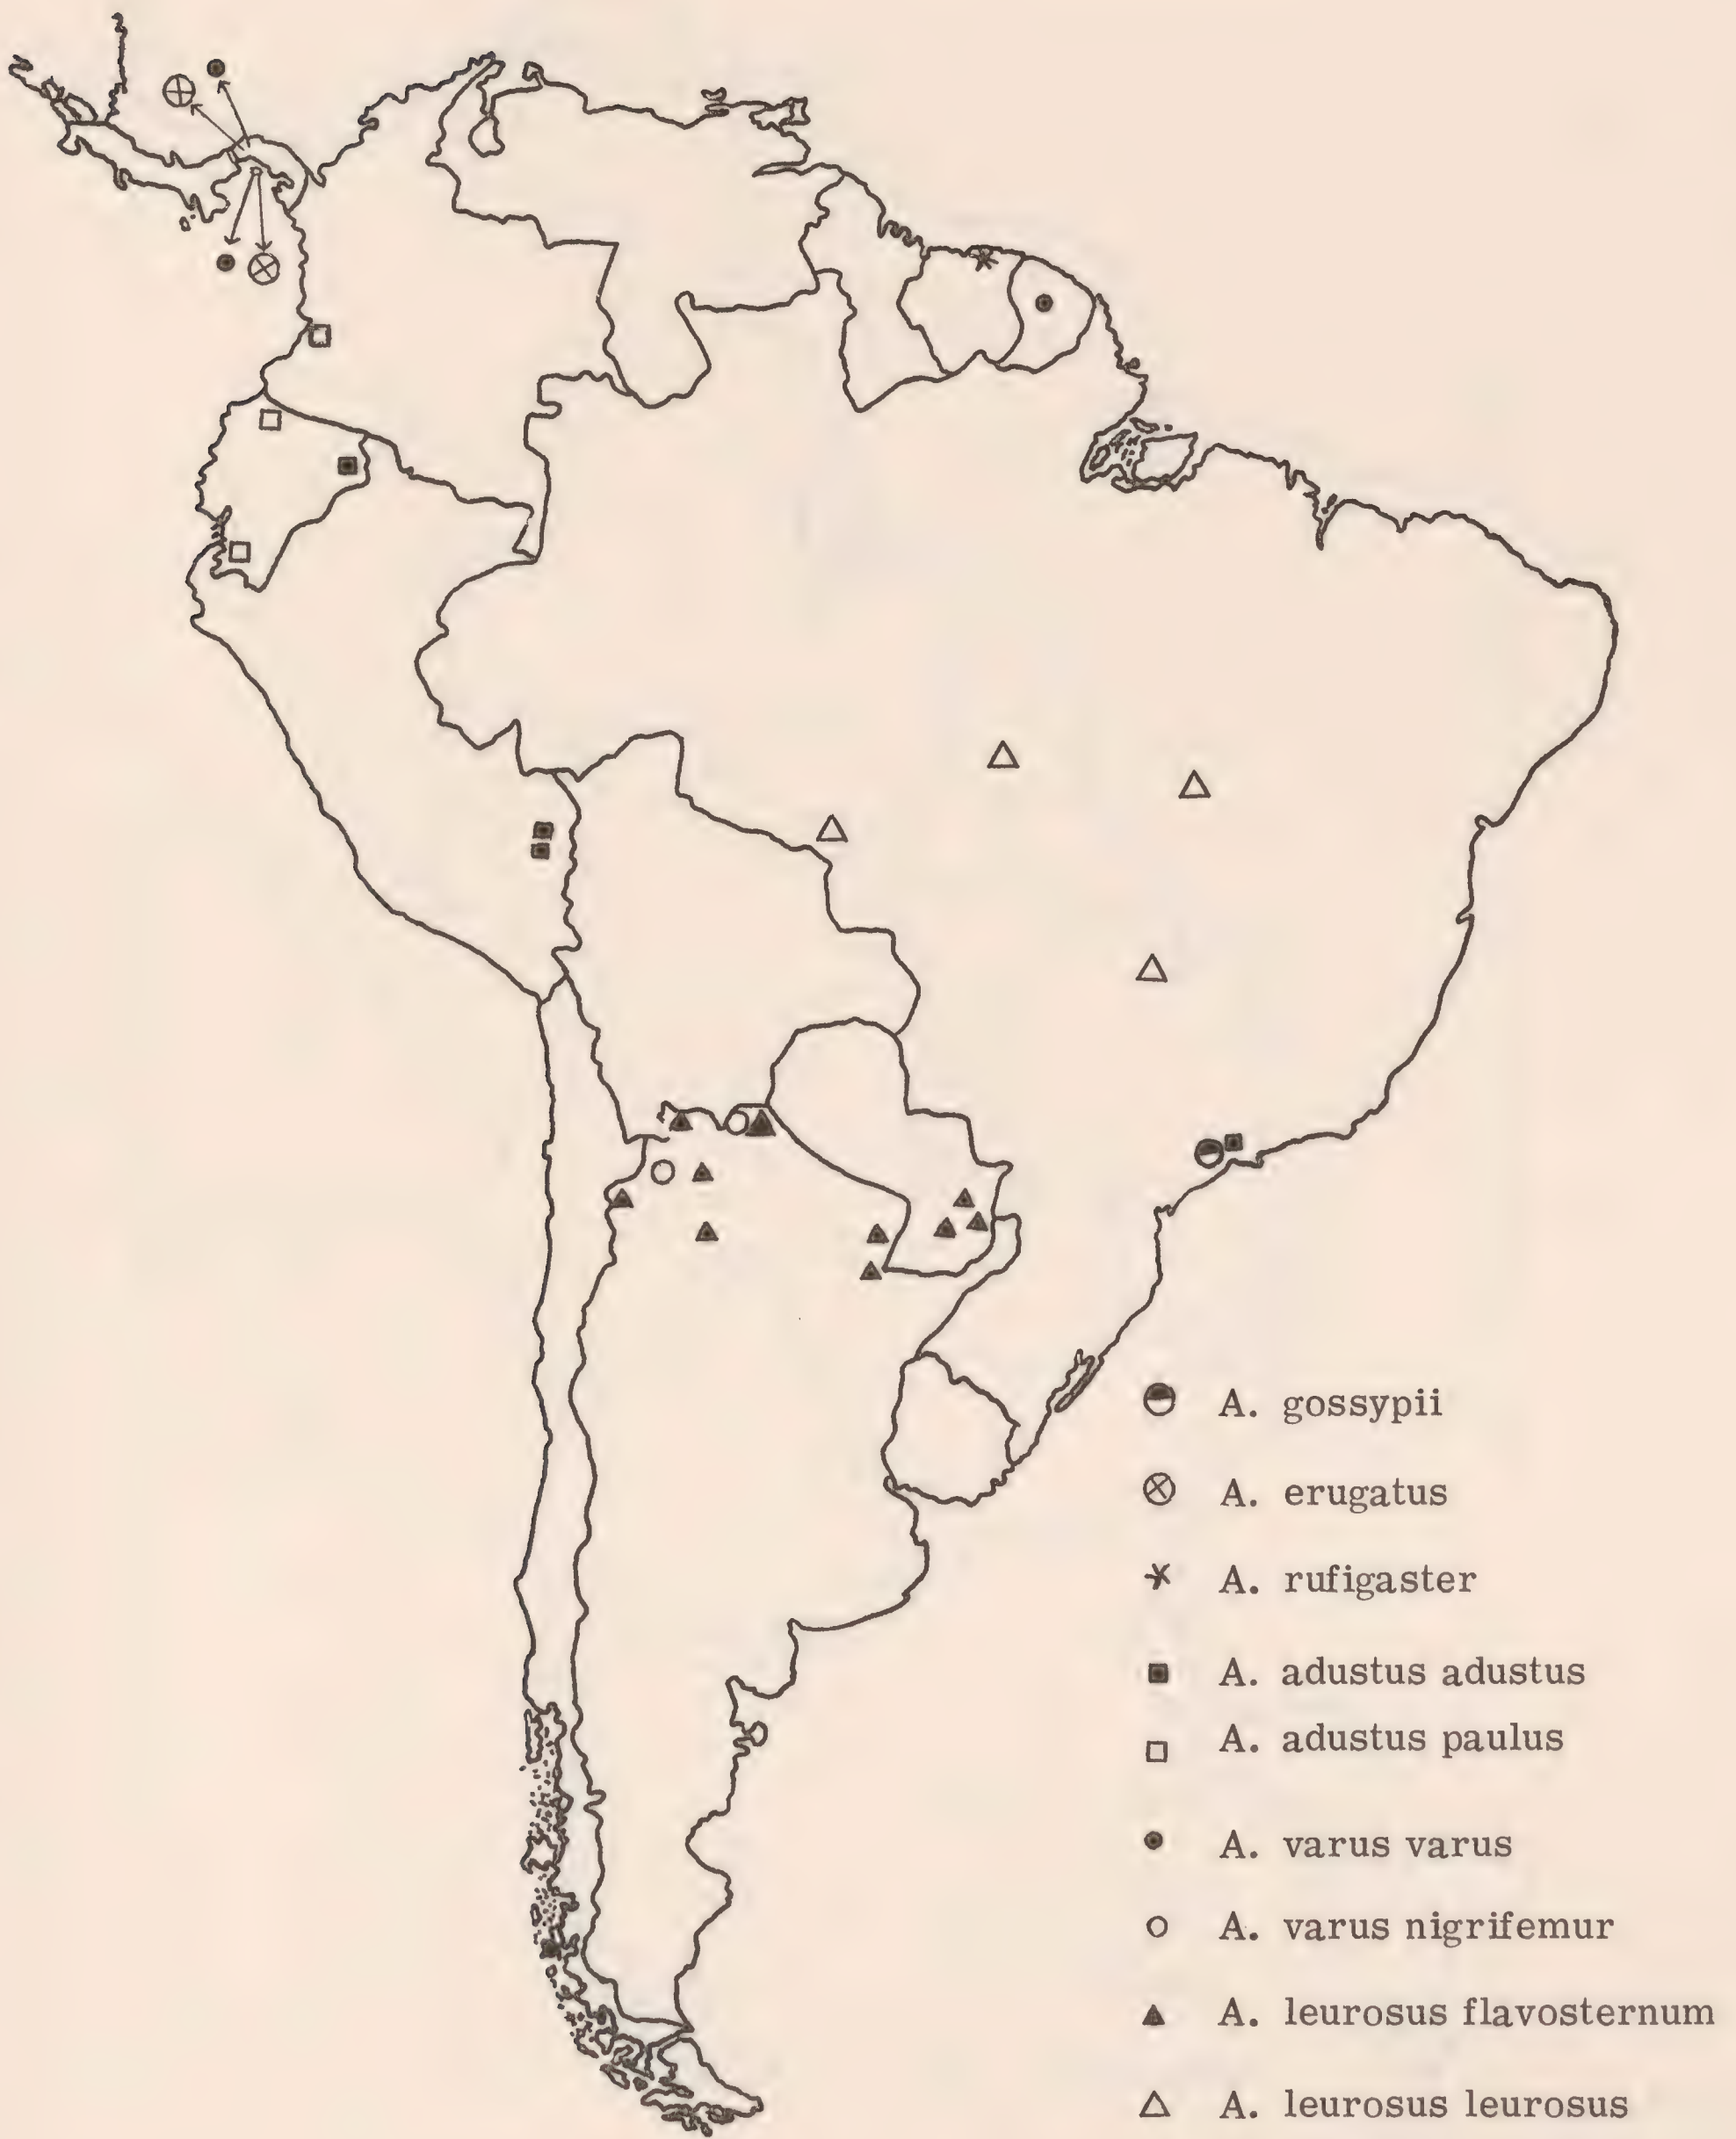 A. gossypii
A. erugatus
A. rufigaster
A. adustus adustus
A. adustus paulus
A. varus varus
A. varus nigrifemur
A. leurosus flavosternum
A. leurosus leurosus